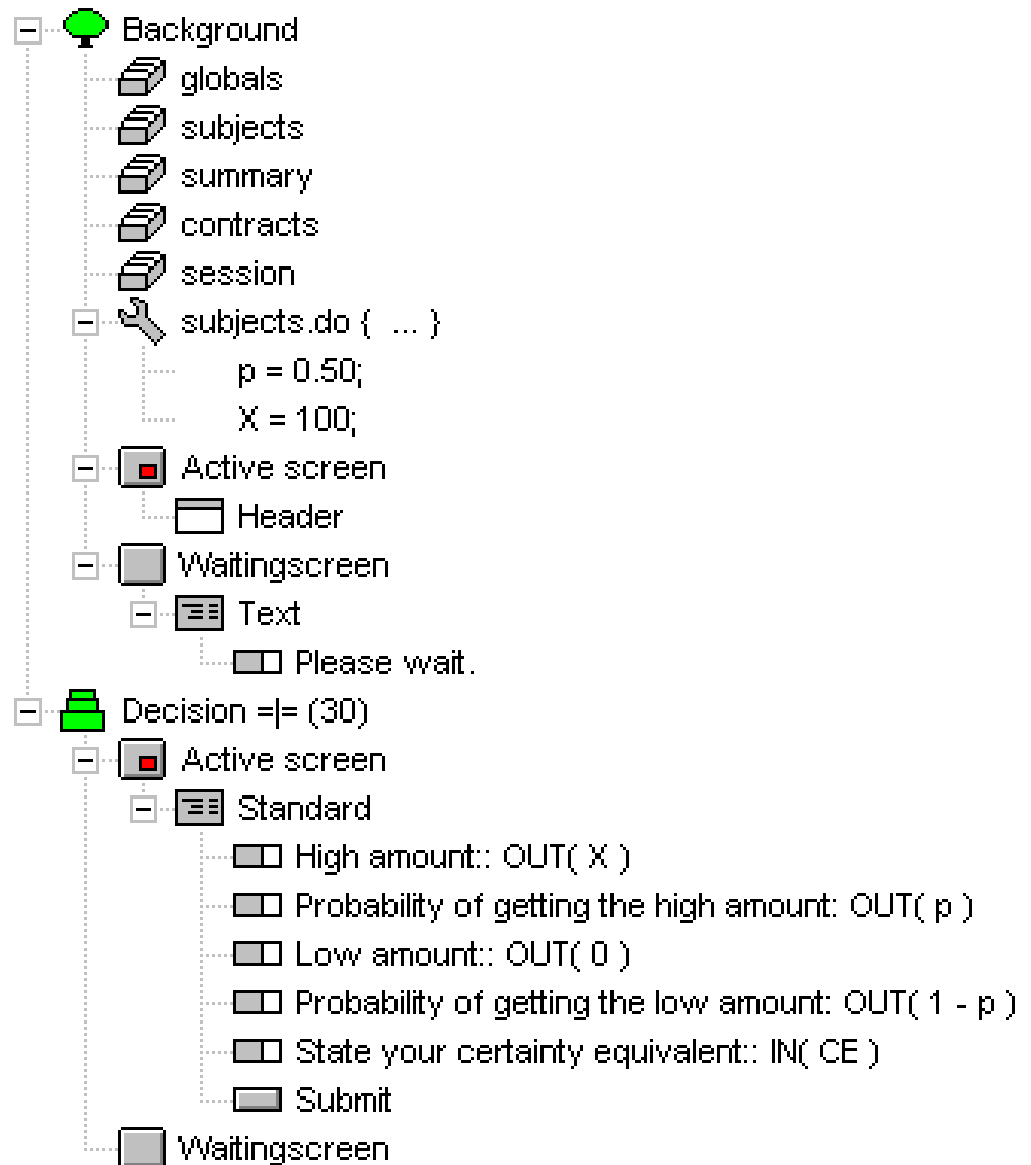 Background
globals
subjects
summary
contracts
session
subjects.do { ... }
p = 0.50;
X = 100;
Active screen
Header
Waitingscreen
Text
Please wait.
Decision =|= (30)
Active screen
Standard
High amount:: OUT( X )
Probability of getting the high amount: OUT( p )
Low amount:: OUT( 0 )
Probability of getting the low amount: OUT( 1 - p )
State your certainty equivalent:: IN( CE )
Submit
Waitingscreen